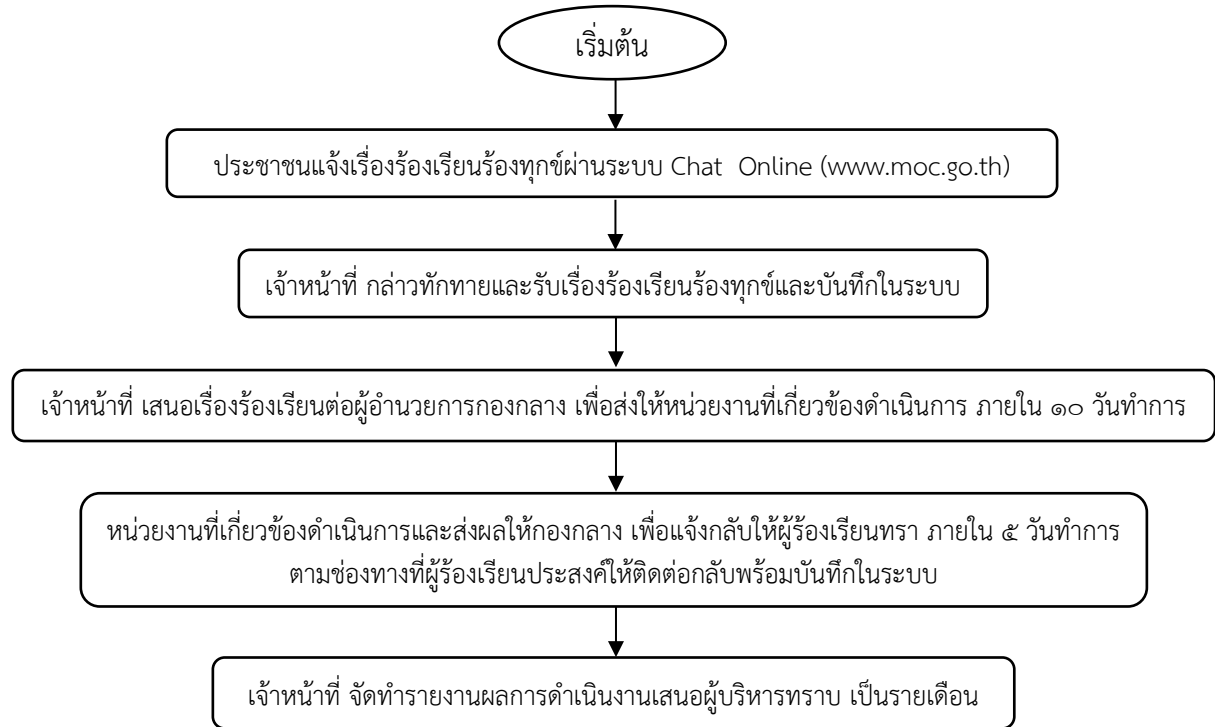 เริ่มต้น
ประชาชนแจ้งเรื่องร้องเรียนร้องทุกข์ผ่านระบบ Chat Online (www.moc.go.th)
เจ้าหน้าที่ กล่าวทักทายและรับเรื่องร้องเรียนร้องทุกข์และบันทึกในระบบ
เจ้าหน้าที่ เสนอเรื่องร้องเรียนต่อผู้อำนวยการกองกลาง เพื่อส่งให้หน่วยงานที่เกี่ยวข้องดำเนินการ ภายใน ๑๐ วันทำการ
หน่วยงานที่เกี่ยวข้องดำเนินการและส่งผลให้กองกลาง เพื่อแจ้งกลับให้ผู้ร้องเรียนทรา ภายใน ๕ วันทำการ
ตามช่องทางที่ผู้ร้องเรียนประสงค์ให้ติดต่อกลับพร้อมบันทึกในระบบ
เจ้าหน้าที่ จัดทำรายงานผลการดำเนินงานเสนอผู้บริหารทราบ เป็นรายเดือน